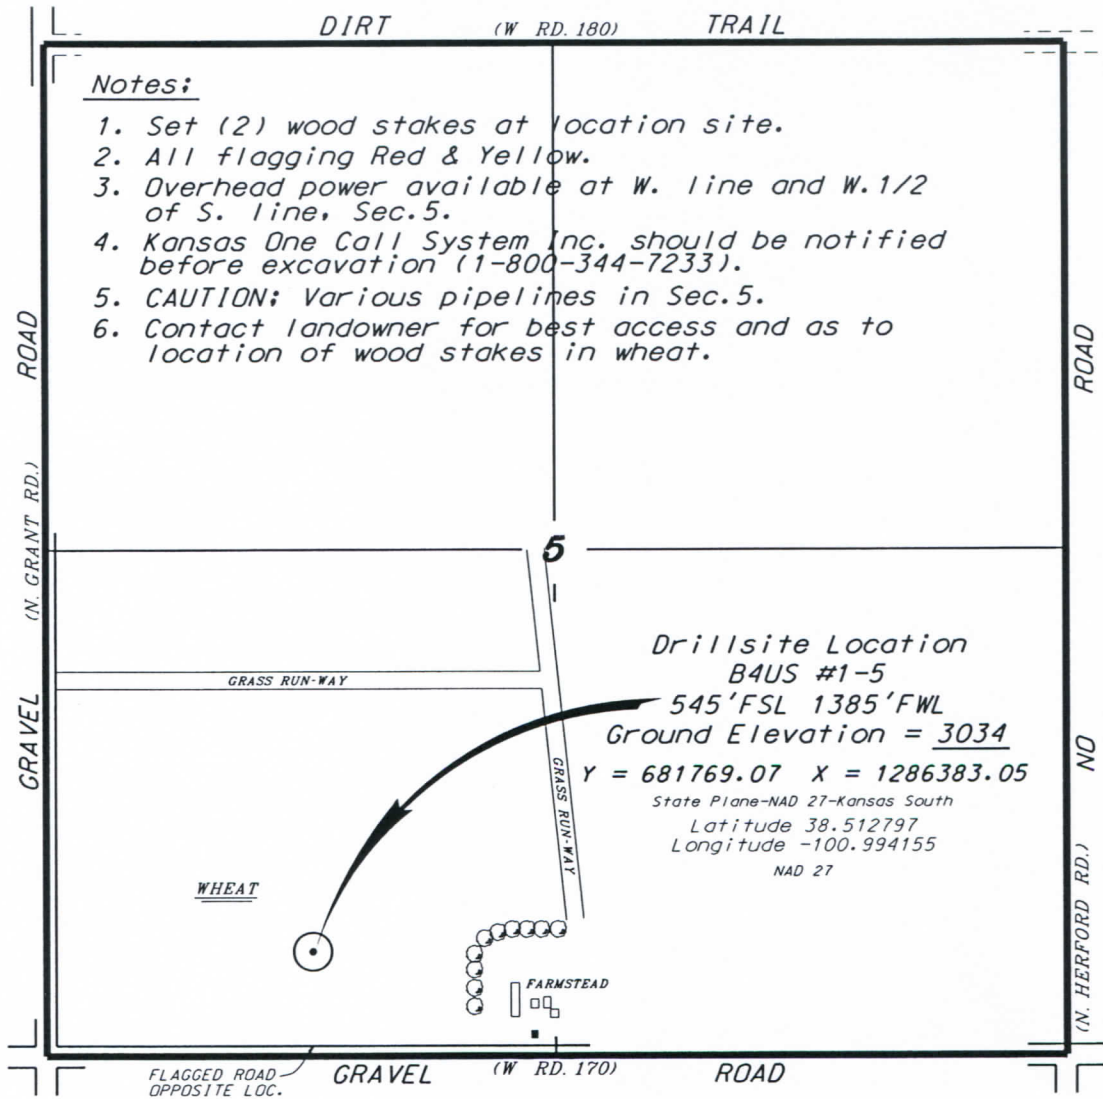 DIRT (W RD. 180) TRAIL
Notes:
1. Set (2) wood stakes at location site.
2. All flagging Red & Yellow.
3. Overhead power available at W. line and W.1/2
of S. line, Sec.5.
4. Kansas One Call System Inc. should be notified
before excavation (1-800-344-7233).
5. CAUTION: Various pipelines in Sec.5.
6. Contact landowner for best access and as to
location of wood stakes in wheat.
GRAVEL (N. GRANT RD.) ROAD
NO ROAD
(N. HERFORD RD.)
5
GRASS RUN-WAY
GRASS RUN-WAY
Drillsite Location
B4US #1-5
545'FSL 1385'FWL
Ground Elevation = 3034
Y = 681769.07 X = 1286383.05
State Plane-NAD 27-Kansas South
Latitude 38.512797
Longitude -100.994155
NAD 27
WHEAT
FARMSTEAD
FLAGGED ROAD
OPPOSITE LOC.
GRAVEL (W RD. 170) ROAD